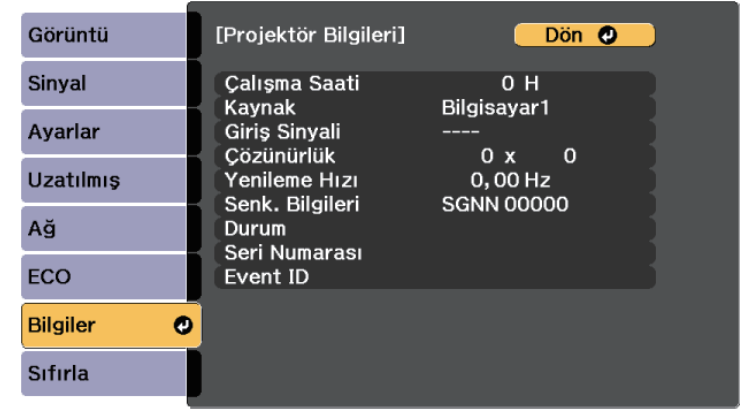 Görüntü
Sinyal
Ayarlar
Uzatılmış
Ağ
ECO
Bilgiler
Sıfırla
[Projektör Bilgileri]
Dön
Çalışma Saati 0 H
Kaynak Bilgisayar1
Giriş Sinyali ----
Çözünürlük 0 x 0
Yenileme Hızı 0,00 Hz
Senk. Bilgileri SGNN 00000
Durum
Seri Numarası
Event ID